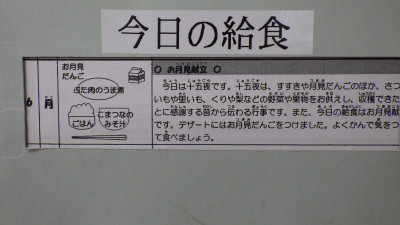 今日の給食
6
月
お月見
だんご
ぶた肉のうま煮
ごはん
こまつなの
みそ汁
○ お月見献立 ○
今日は十五夜です。十五夜は、すすきや月見だんごのほか、さつ
いもや里いも、くりや梨などの野菜や果物をお供えし、収穫できた
とに感謝する昔から伝わる行事です。また、今日の給食はお月見献
です。デザートにはお月見だんごをつけました。よくかんで気をつ
て食べましょう。